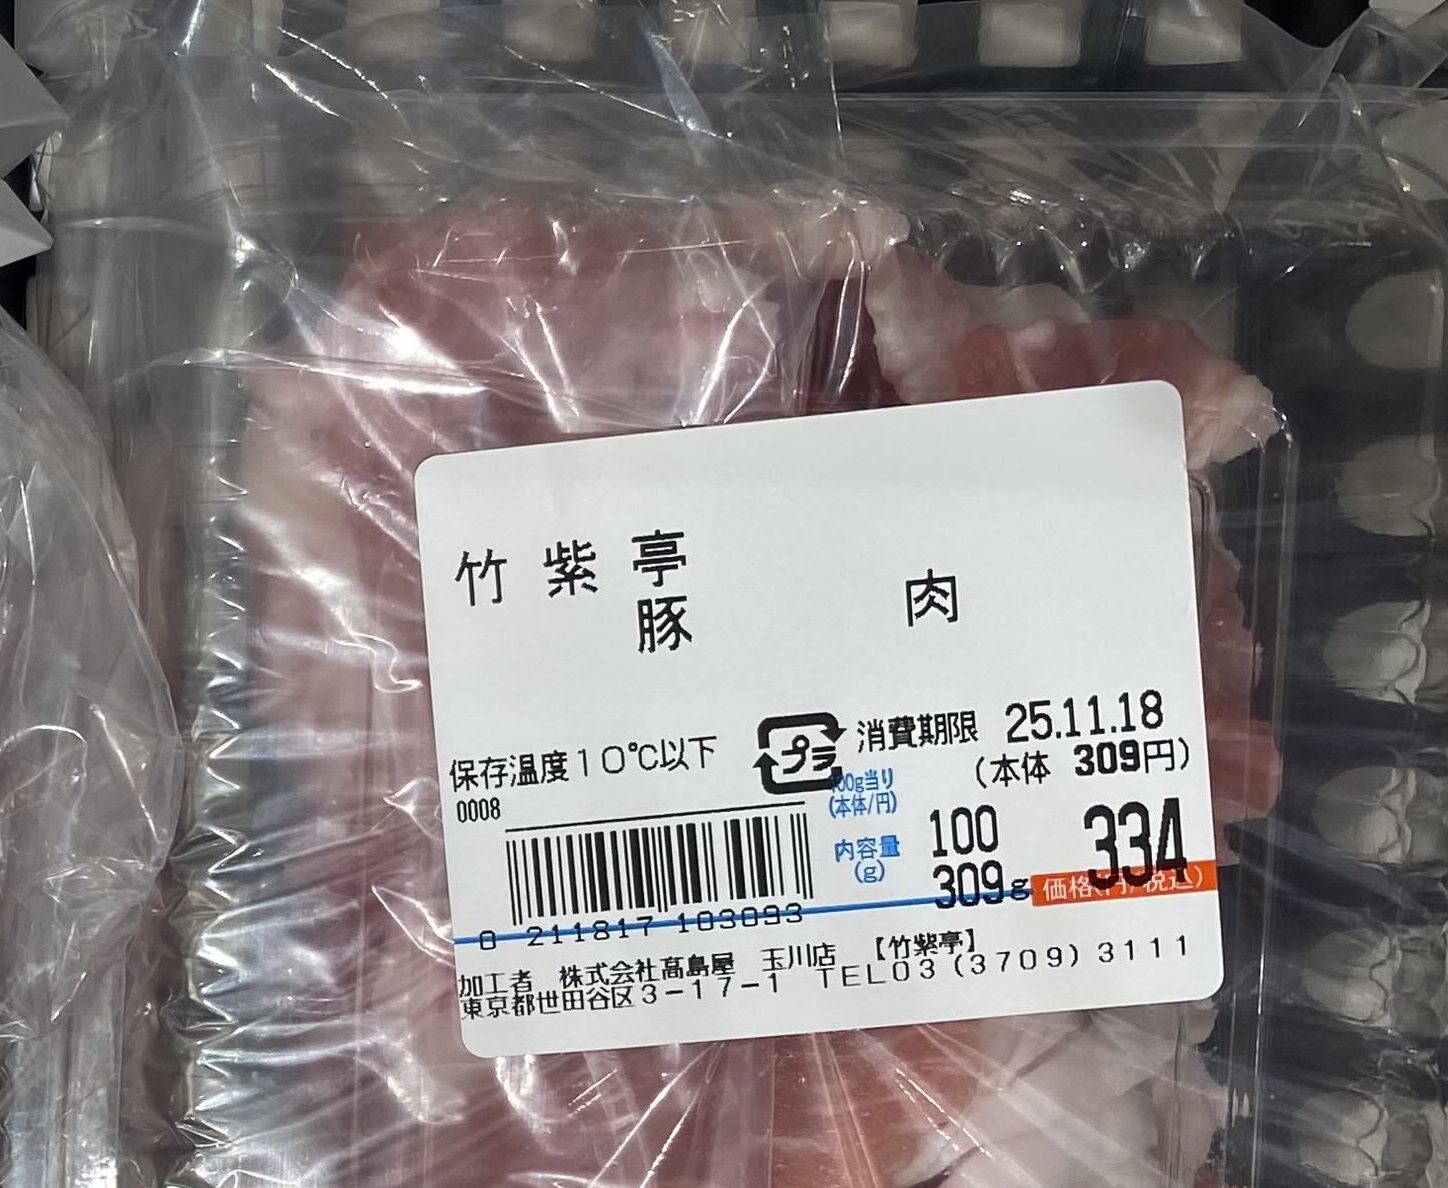 竹紫亭
豚肉
保存温度10℃以下
プラ
消費期限 25.11.18
(本体 309円)
0008
100g当り
(本体/円)
100
内容量
(g)
309g
334
価格(円/税込)
0 211817 103093
加工者 株式会社髙島屋 玉川店 【竹紫亭】
東京都世田谷区3-17-1 TEL03(3709)3111